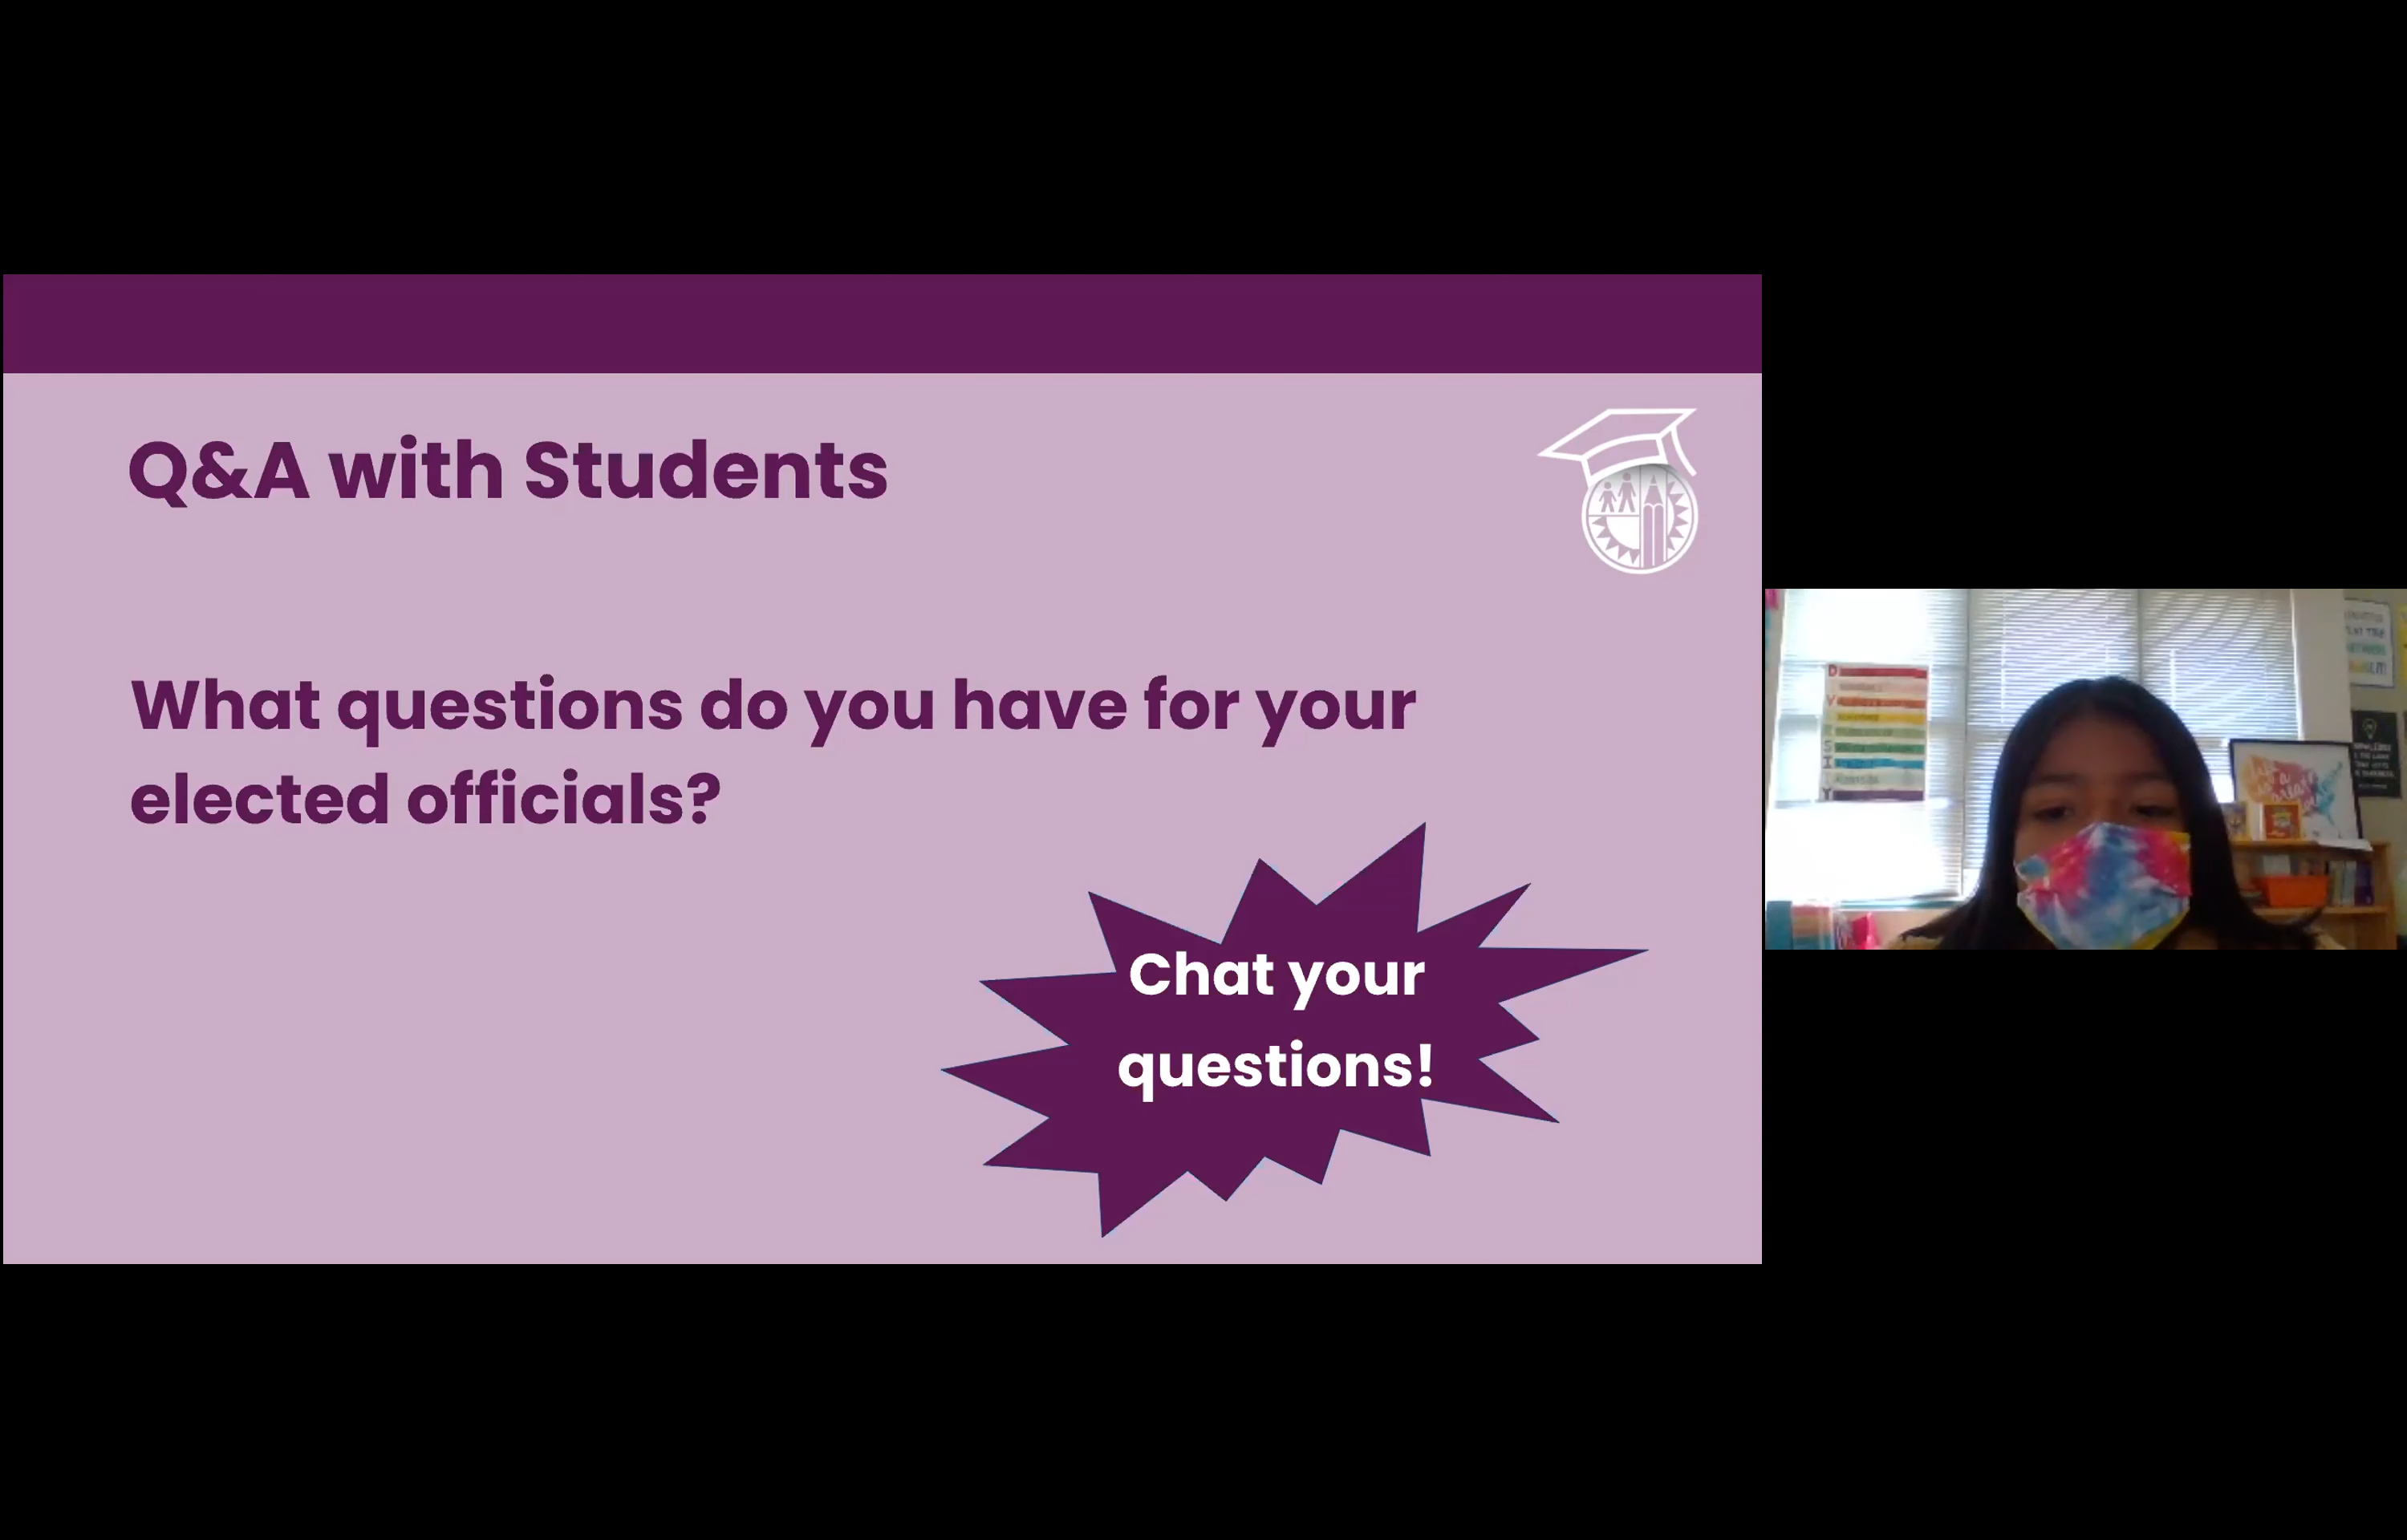 Q&A with Students
What questions do you have for your
elected officials?
Chat your
questions!